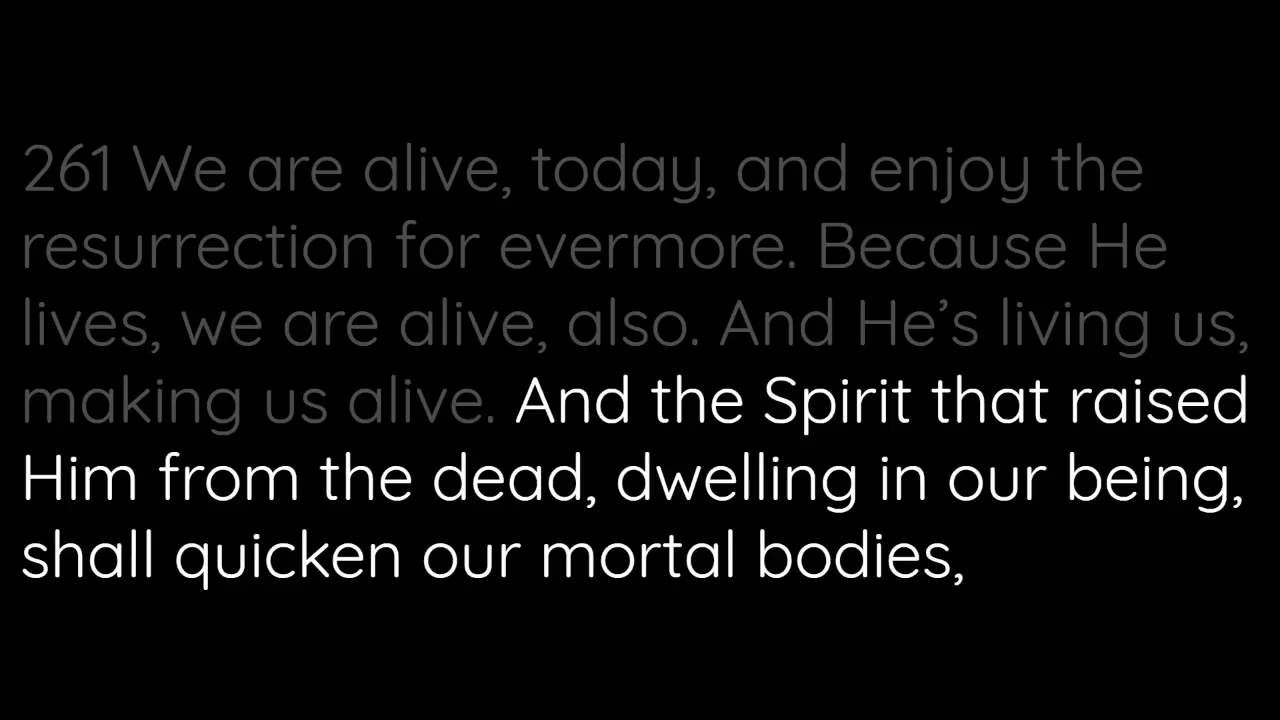 261 We are alive, today, and enjoy the
resurrection for evermore. Because He
lives, we are alive, also. And He’s living us,
making us alive. And the Spirit that raised
Him from the dead, dwelling in our being,
shall quicken our mortal bodies,